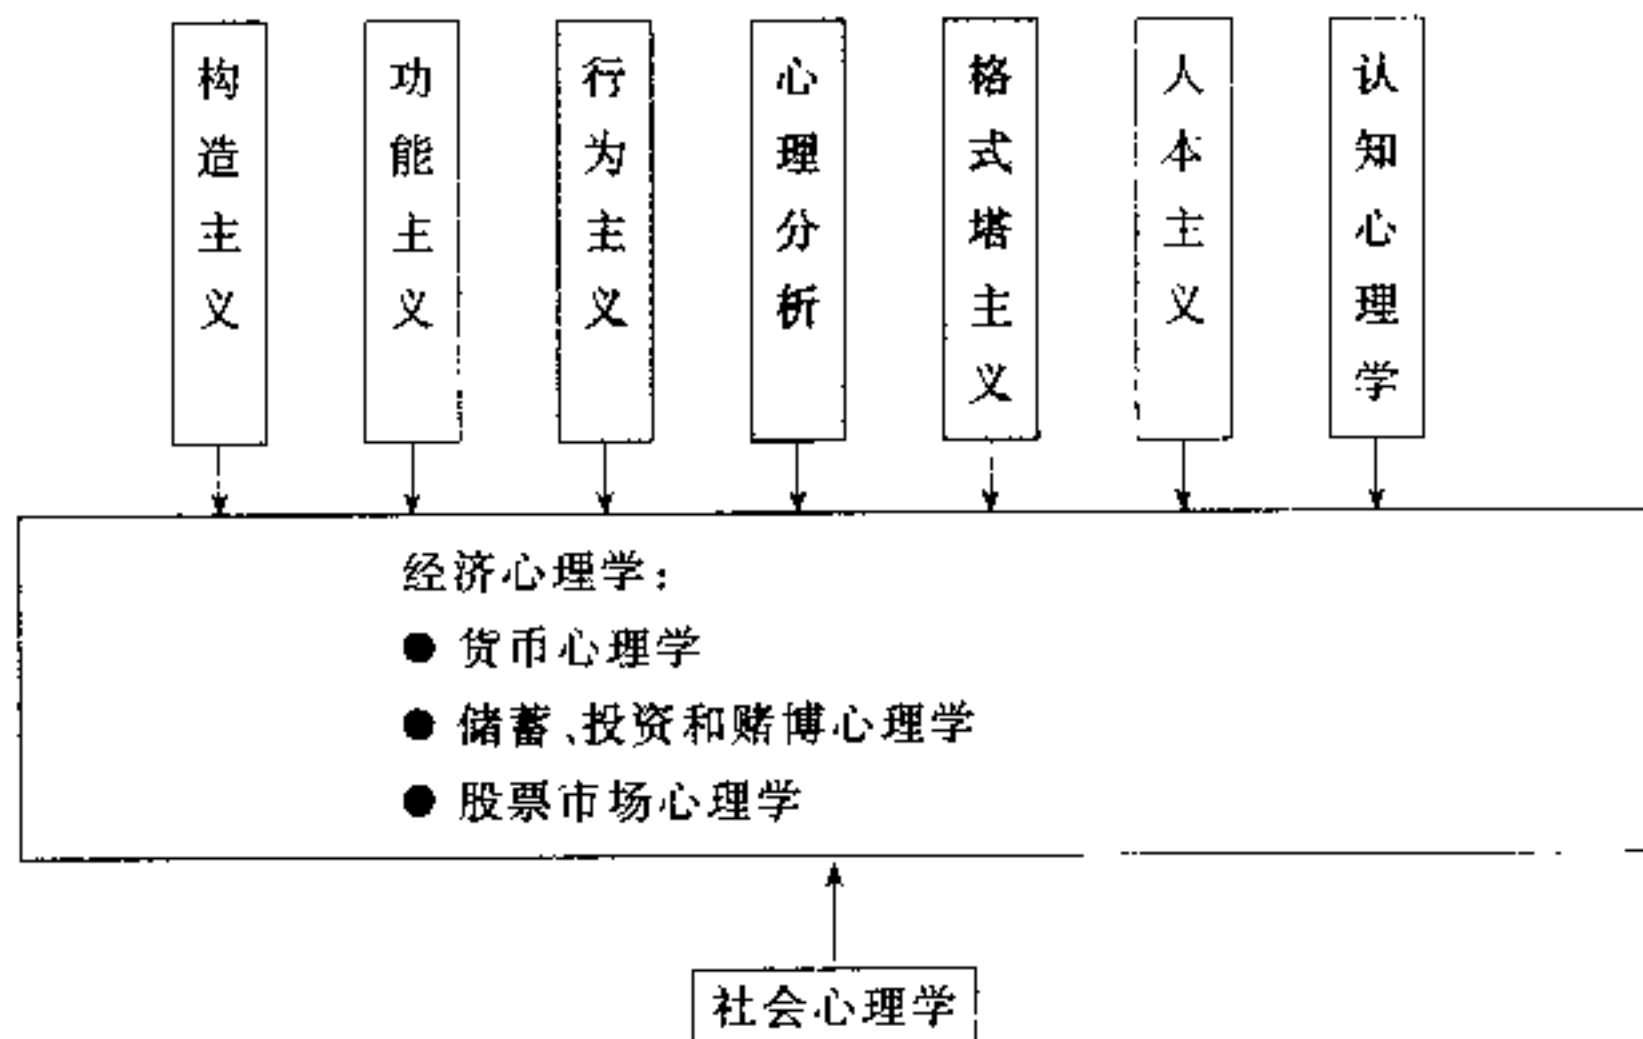 构造主义
功能主义
行为主义
心理分析
格式塔主义
人本主义
认知心理学
经济心理学：
● 货币心理学
● 储蓄、投资和赌博心理学
● 股票市场心理学
社会心理学